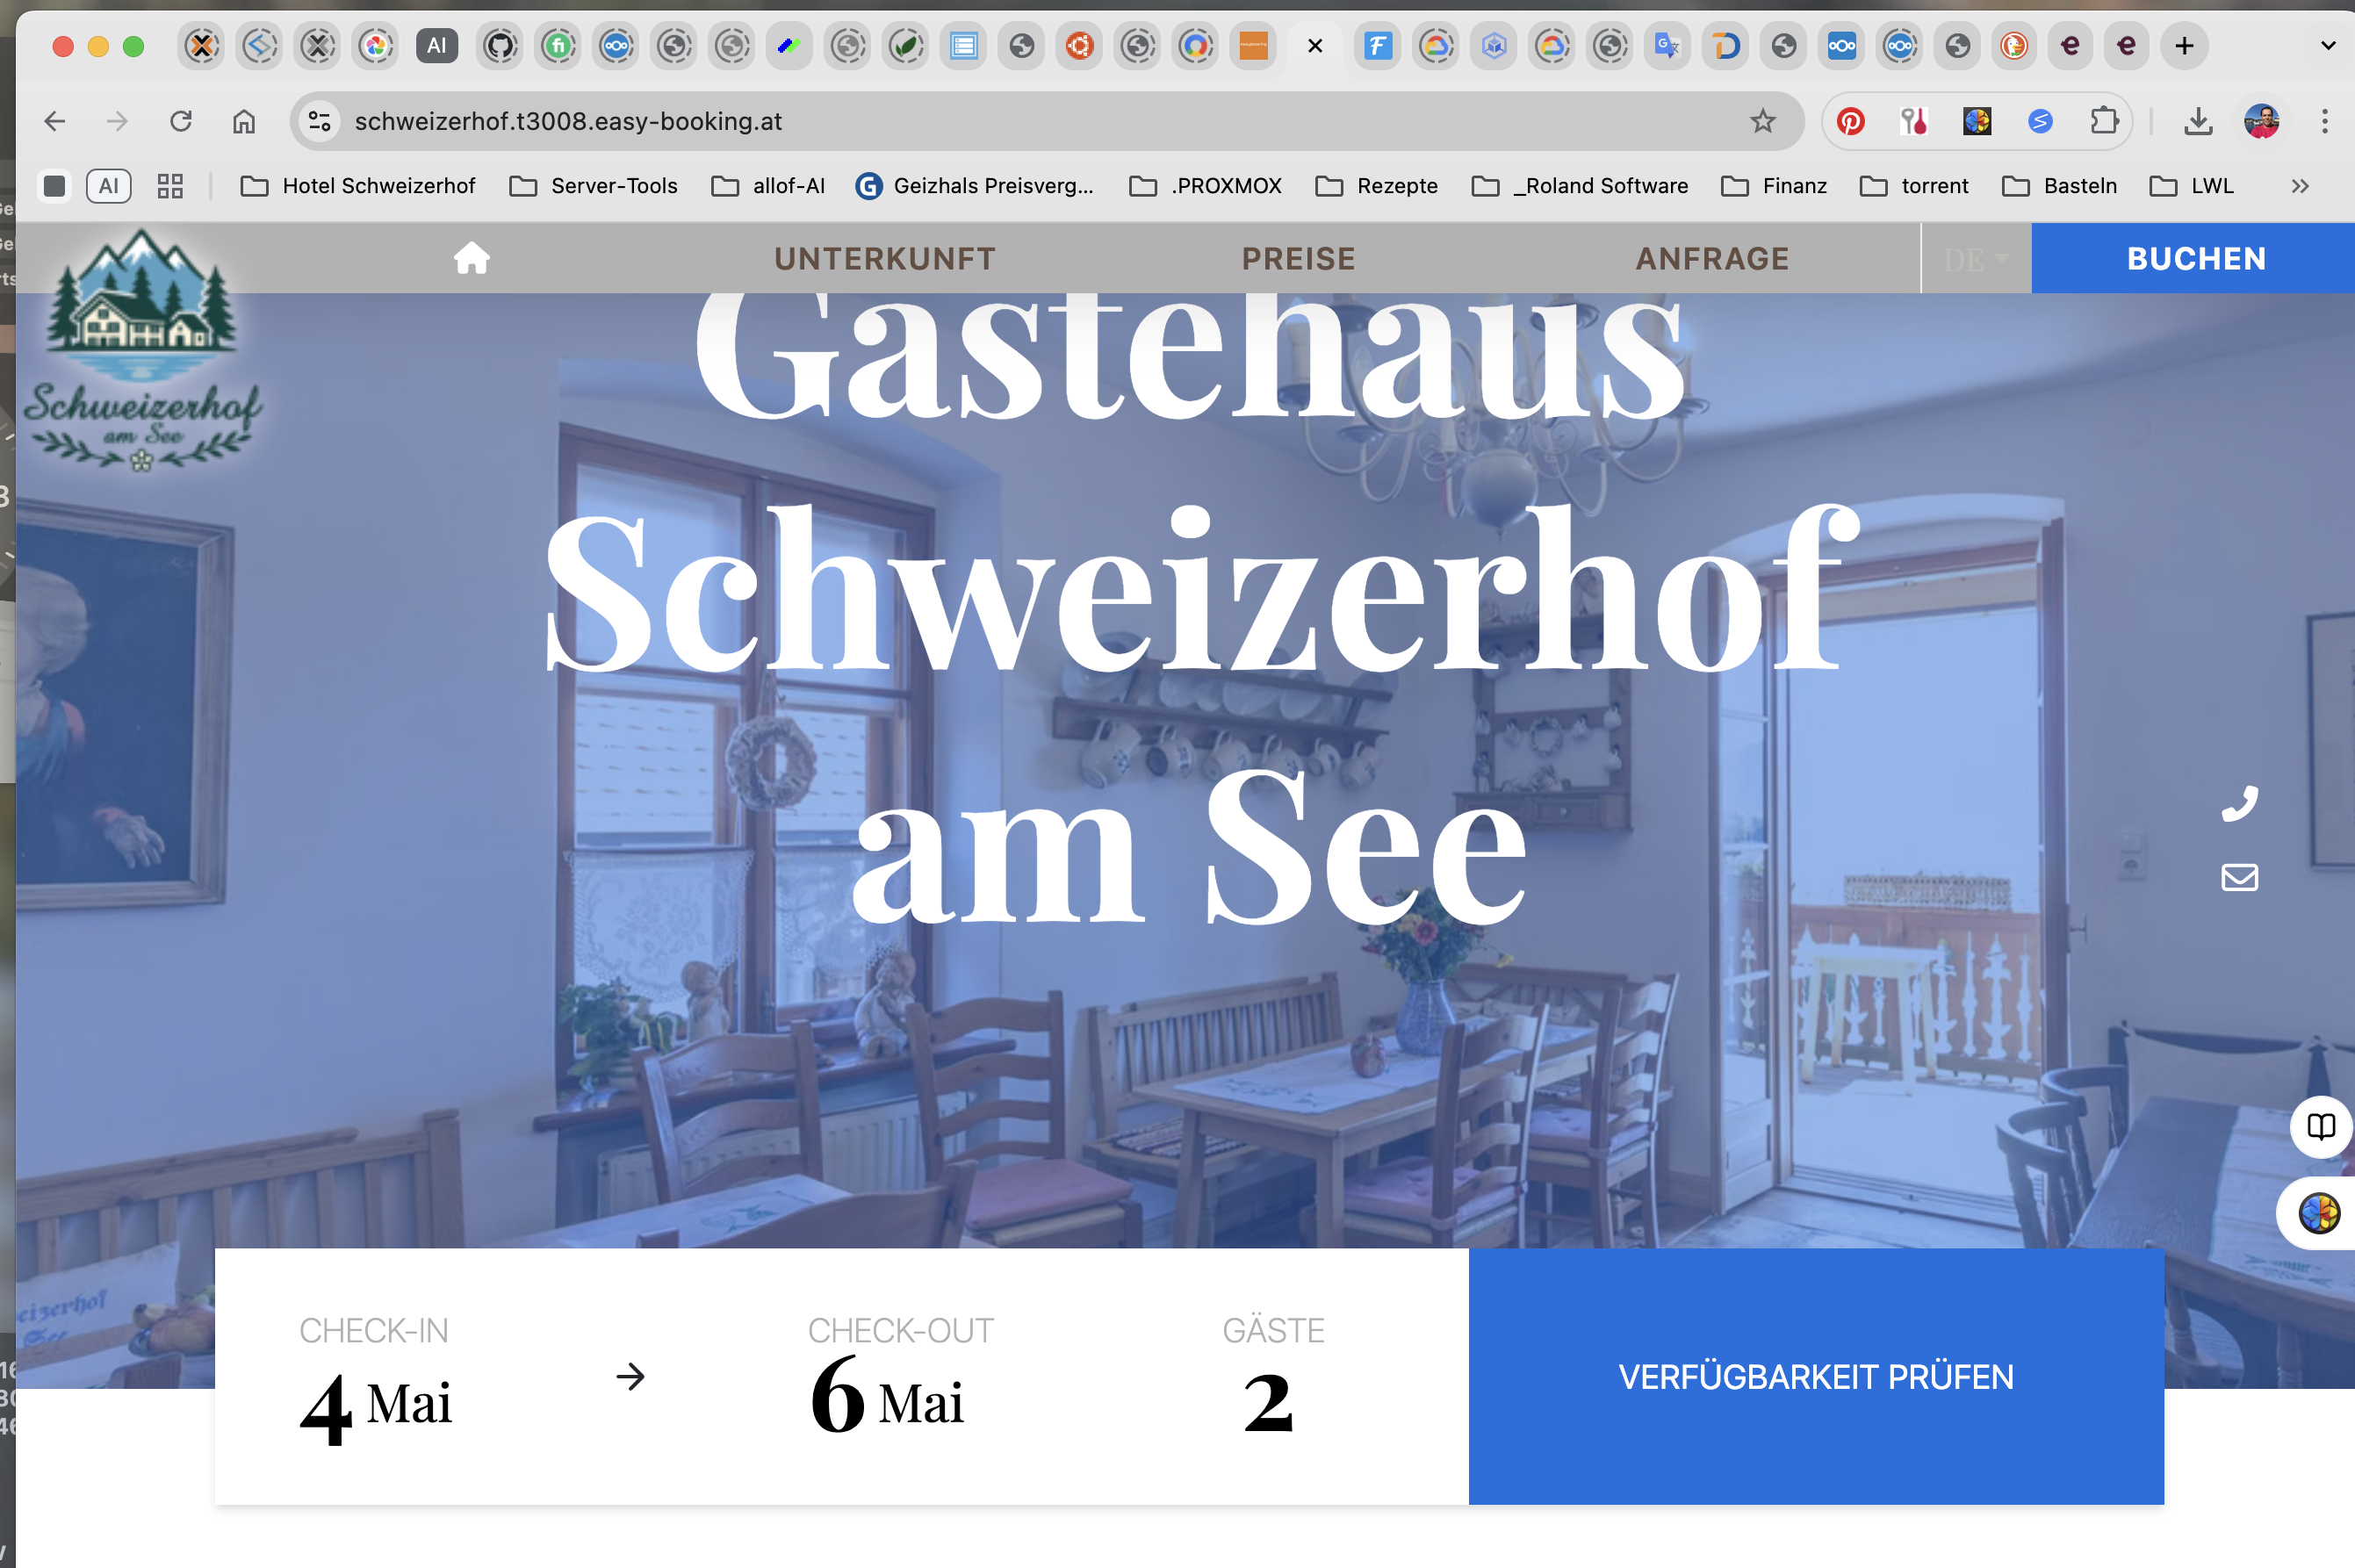 AI
schweizerhof.t3008.easy-booking.at
AI
Hotel Schweizerhof
Server-Tools
allof-AI
Geizhals Preisverg...
.PROXMOX
Rezepte
_Roland Software
Finanz
torrent
Basteln
LWL
UNTERKUNFT
PREISE
ANFRAGE
DE
BUCHEN
Schweizerhof
am See
Gästehaus
Schweizerhof
am See
CHECK-IN
4 Mai
CHECK-OUT
6 Mai
GÄSTE
2
VERFÜGBARKEIT PRÜFEN